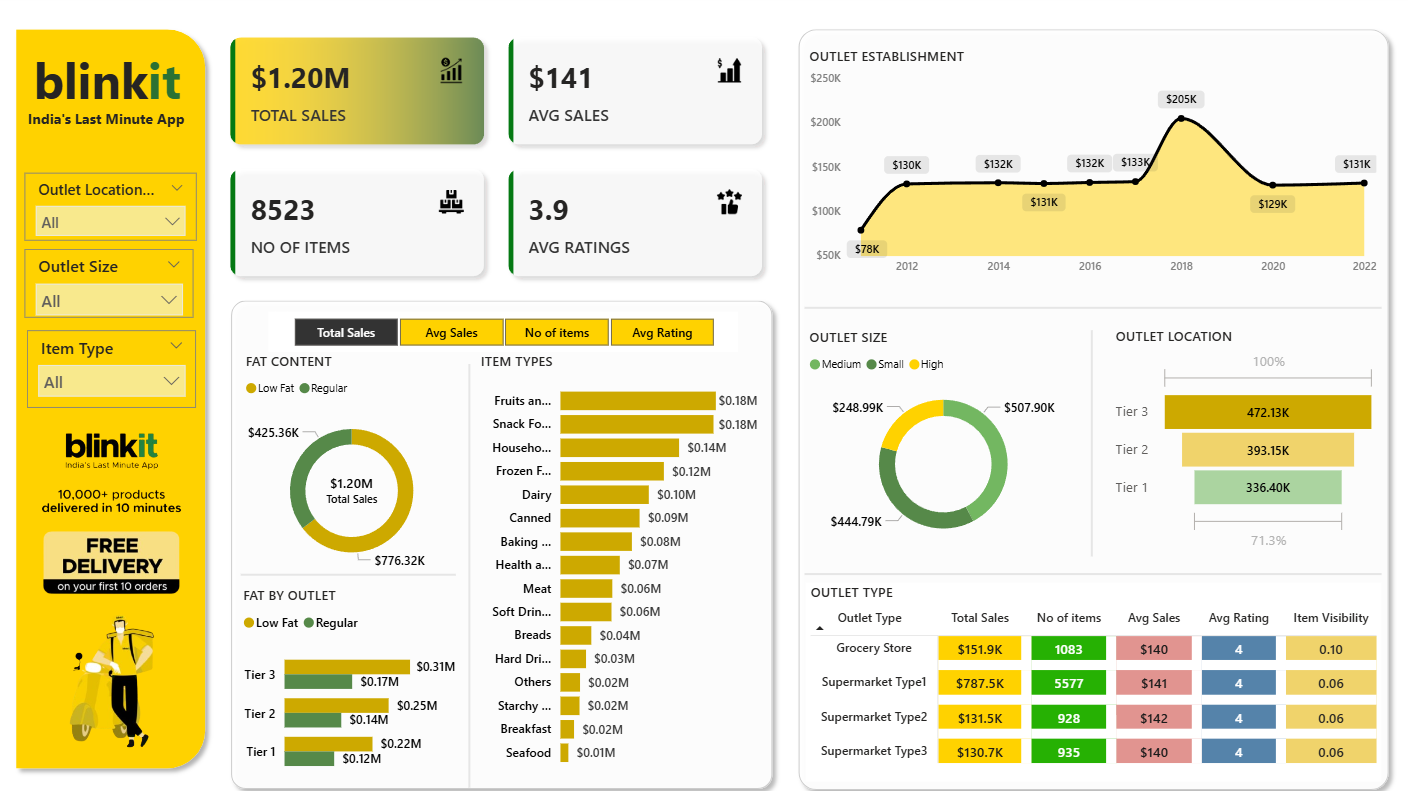 blinkit
India's Last Minute App
Outlet Location...
All
Outlet Size
All
Item Type
All
blinkit
India's Last Minute App
10,000+ products
delivered in 10 minutes
FREE
DELIVERY
on your first 10 orders
$1.20M
TOTAL SALES
$141
AVG SALES
8523
NO OF ITEMS
3.9
AVG RATINGS
Total Sales Avg Sales No of items Avg Rating
FAT CONTENT
Low Fat Regular
$425.36K
$1.20M
Total Sales
$776.32K
FAT BY OUTLET
Low Fat Regular
Tier 3 $0.31M
$0.17M
Tier 2 $0.25M
$0.14M
Tier 1 $0.22M
$0.12M
ITEM TYPES
Fruits an... $0.18M
Snack Fo... $0.18M
Househo... $0.14M
Frozen F... $0.12M
Dairy $0.10M
Canned $0.09M
Baking ... $0.08M
Health a... $0.07M
Meat $0.06M
Soft Drin... $0.06M
Breads $0.04M
Hard Dri... $0.03M
Others $0.02M
Starchy ... $0.02M
Breakfast $0.02M
Seafood $0.01M
OUTLET ESTABLISHMENT
$250K
$200K
$150K
$100K
$50K
$78K
$130K
$132K
$131K
$132K
$133K
$205K
$129K
$131K
2012 2014 2016 2018 2020 2022
OUTLET SIZE
Medium Small High
$248.99K
$507.90K
$444.79K
OUTLET LOCATION
100%
Tier 3 472.13K
Tier 2 393.15K
Tier 1 336.40K
71.3%
OUTLET TYPE
Outlet Type Total Sales No of items Avg Sales Avg Rating Item Visibility
Grocery Store $151.9K 1083 $140 4 0.10
Supermarket Type1 $787.5K 5577 $141 4 0.06
Supermarket Type2 $131.5K 928 $142 4 0.06
Supermarket Type3 $130.7K 935 $140 4 0.06